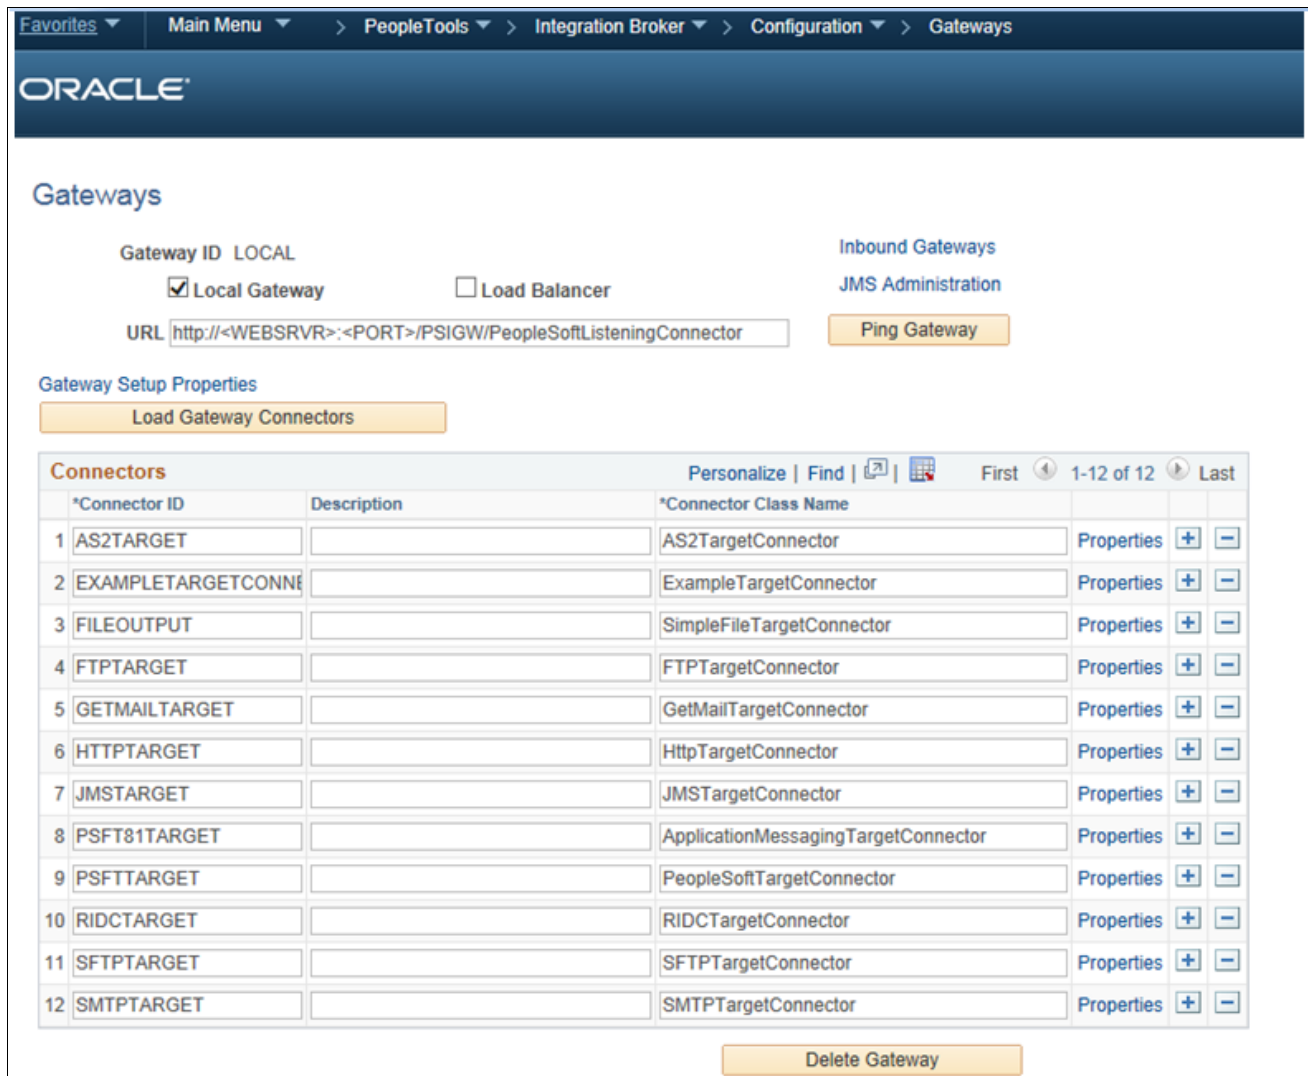 Favorites Main Menu > PeopleTools > Integration Broker > Configuration > Gateways
ORACLE
Gateways
Gateway ID LOCAL
Inbound Gateways
Local Gateway Load Balancer
JMS Administration
URL http://<WEBSRVR>:<PORT>/PSIGW/PeopleSoftListeningConnector Ping Gateway
Gateway Setup Properties
Load Gateway Connectors
Connectors Personalize | Find | | First 1-12 of 12 Last
*Connector ID Description *Connector Class Name
1 AS2TARGET AS2TargetConnector Properties + -
2 EXAMPLETARGETCONNE ExampleTargetConnector Properties + -
3 FILEOUTPUT SimpleFileTargetConnector Properties + -
4 FTPTARGET FTPTargetConnector Properties + -
5 GETMAILTARGET GetMailTargetConnector Properties + -
6 HTTPTARGET HttpTargetConnector Properties + -
7 JMSTARGET JMSTargetConnector Properties + -
8 PSFT81TARGET ApplicationMessagingTargetConnector Properties + -
9 PSFTTARGET PeopleSoftTargetConnector Properties + -
10 RIDCTARGET RIDCTargetConnector Properties + -
11 SFTPTARGET SFTPTargetConnector Properties + -
12 SMTPTARGET SMTPTargetConnector Properties + -
Delete Gateway